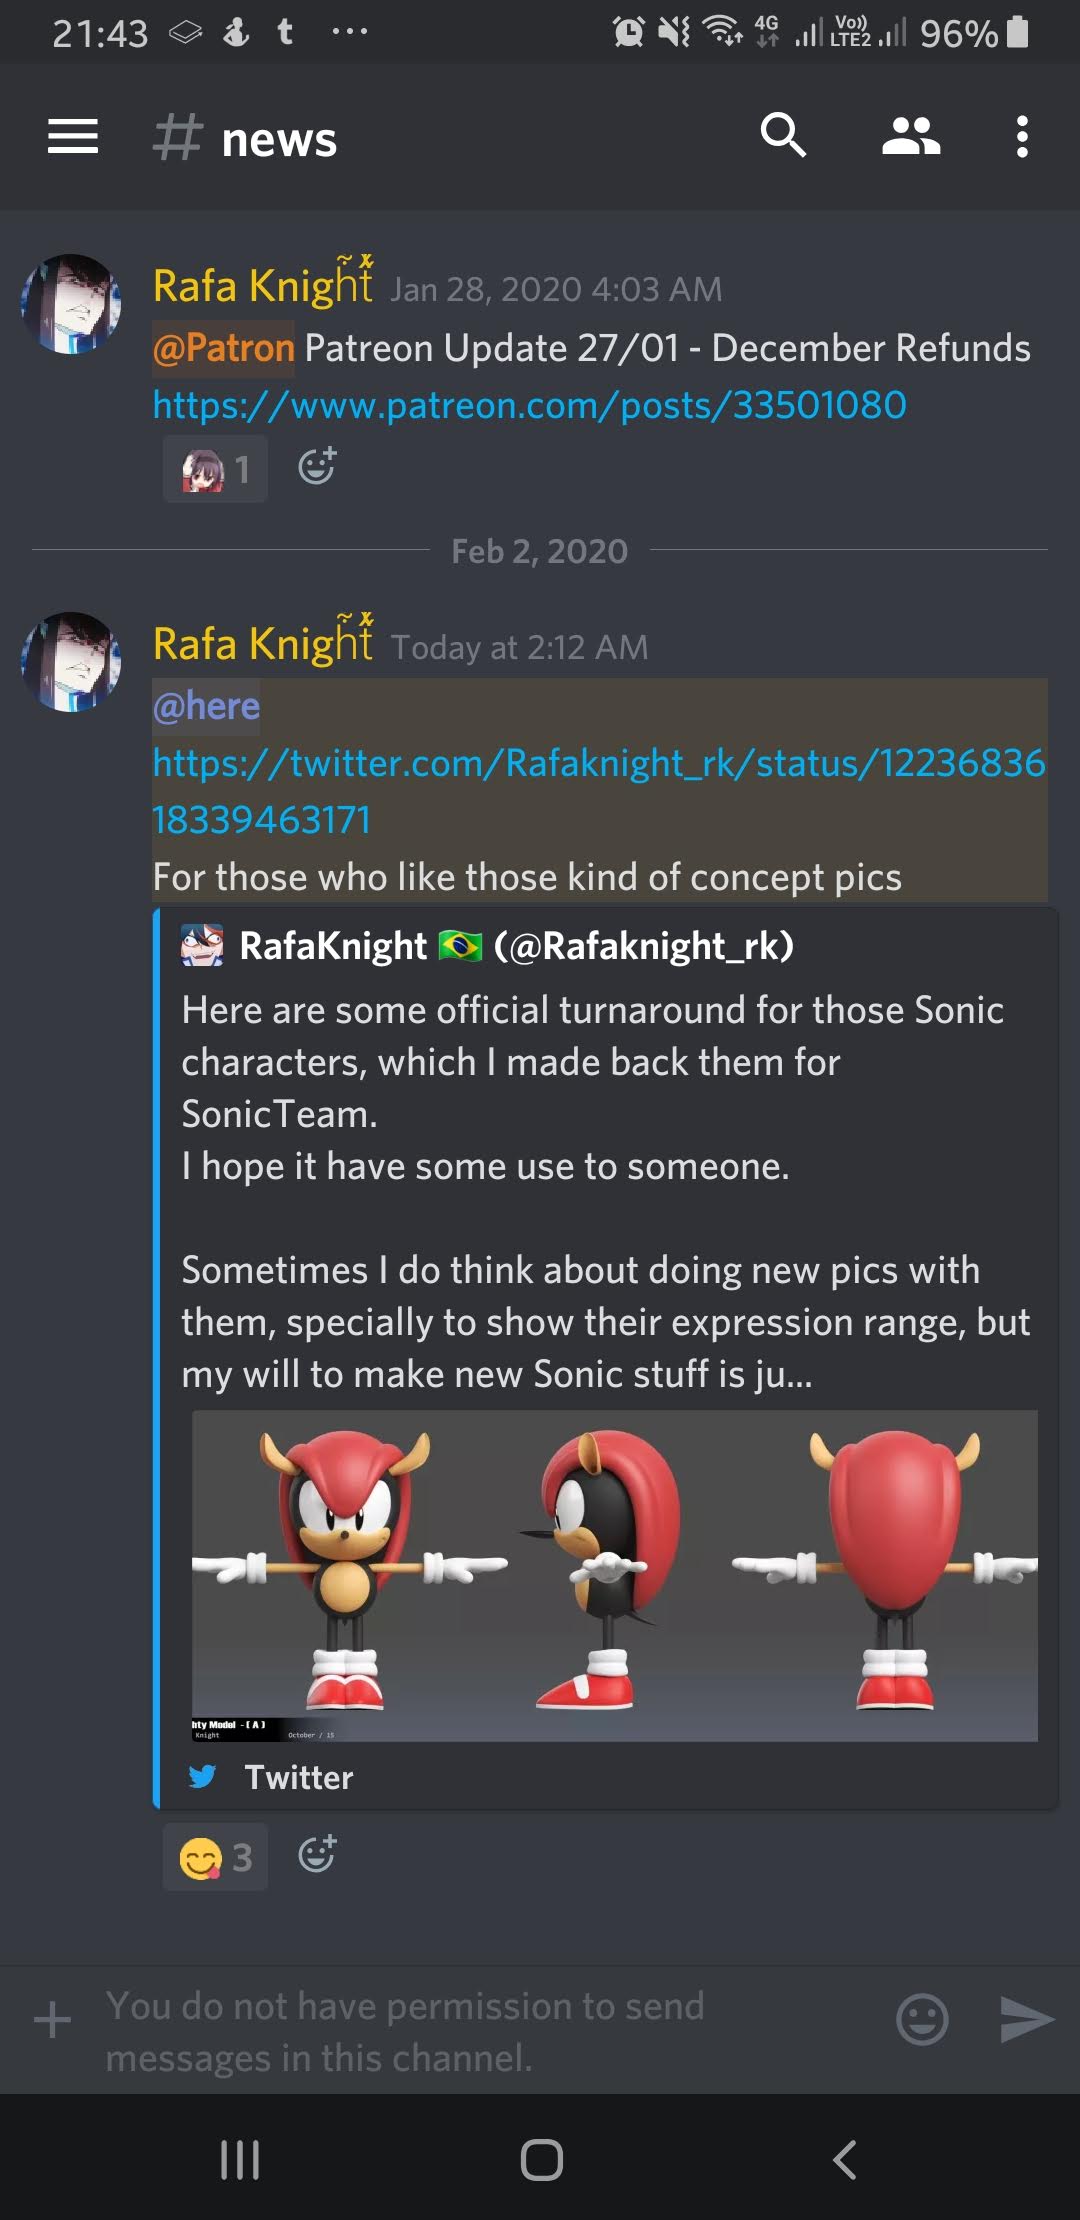 21:43
4G
Vo))
LTE2
96%
# news
Rafa Knigh̃̇tͯ Jan 28, 2020 4:03 AM
@Patron Patreon Update 27/01 - December Refunds
https://www.patreon.com/posts/33501080
1
Feb 2, 2020
Rafa Knigh̃̇tͯ Today at 2:12 AM
@here
https://twitter.com/Rafaknight_rk/status/12236836
18339463171
For those who like those kind of concept pics
RafaKnight 🇧🇷 (@Rafaknight_rk)
Here are some official turnaround for those Sonic
characters, which I made back them for
SonicTeam.
I hope it have some use to someone.
Sometimes I do think about doing new pics with
them, specially to show their expression range, but
my will to make new Sonic stuff is ju...
hty Model - [ A ]
Knight October / 15
Twitter
3
You do not have permission to send
messages in this channel.